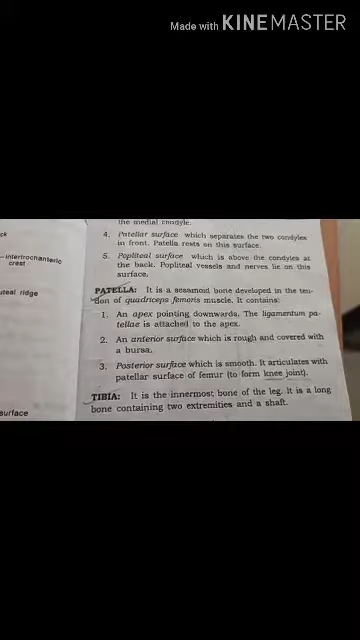 Made with KINEMASTER
the medial condyle.
4. Patellar surface which separates the two condyles
in front. Patella rests on this surface.
5. Popliteal surface which is above the condyles at
the back. Popliteal vessels and nerves lie on this
surface.
PATELLA: It is a sesamoid bone developed in the ten-
don of quadriceps femoris muscle. It contains:
1. An apex pointing downwards. The ligamentum pa-
tellae is attached to the apex.
2. An anterior surface which is rough and covered with
a bursa.
3. Posterior surface which is smooth. It articulates with
patellar surface of femur (to form knee joint).
TIBIA: It is the innermost bone of the leg. It is a long
bone containing two extremities and a shaft.
ck
intertrochanteric
crest
uteal ridge
surface